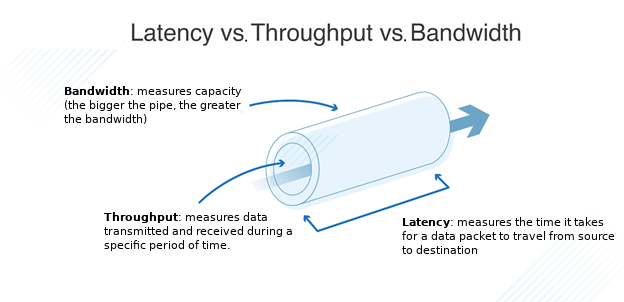 Latency vs. Throughput vs. Bandwidth
Bandwidth: measures capacity
(the bigger the pipe, the greater
the bandwidth)
Throughput: measures data
transmitted and received during a
specific period of time.
Latency: measures the time it takes
for a data packet to travel from source
to destination